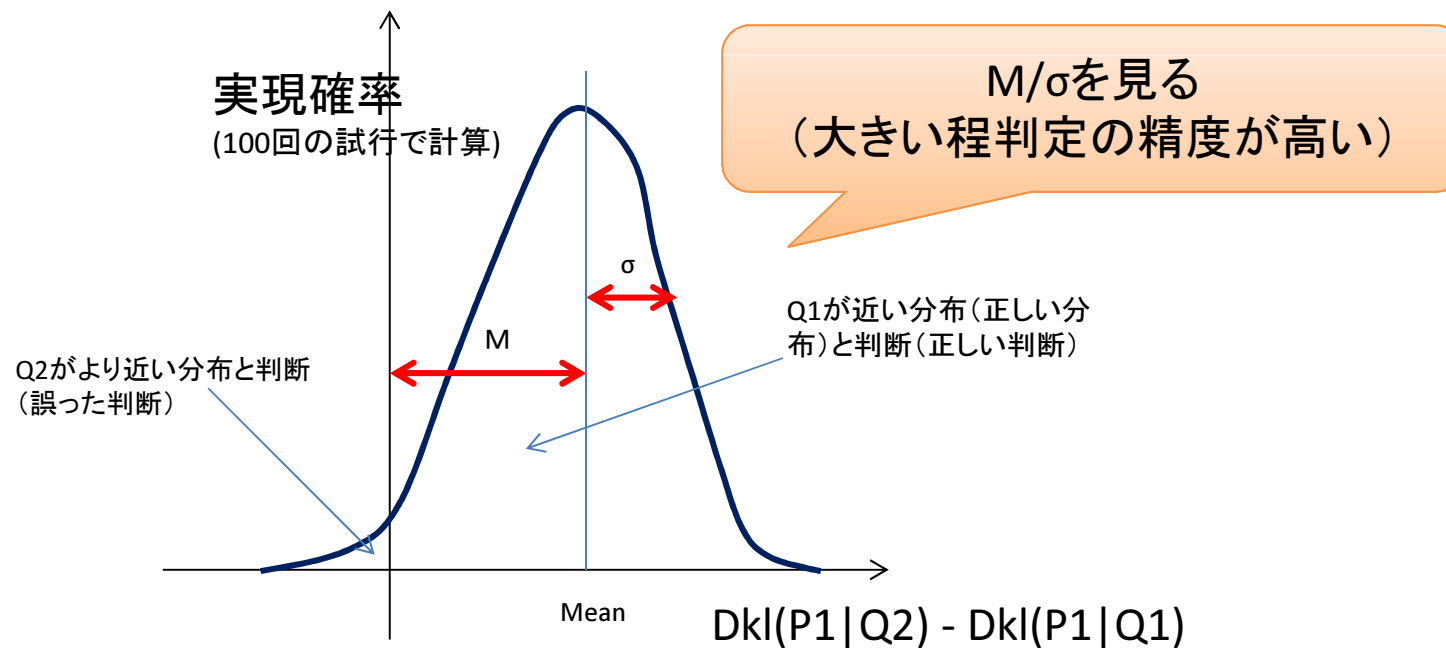 実現確率
(100回の試行で計算)
M/σを見る
（大きい程判定の精度が高い）
σ
M
Q1が近い分布（正しい分
布）と判断（正しい判断）
Q2がより近い分布と判断
（誤った判断）
Mean
Dkl(P1|Q2) - Dkl(P1|Q1)